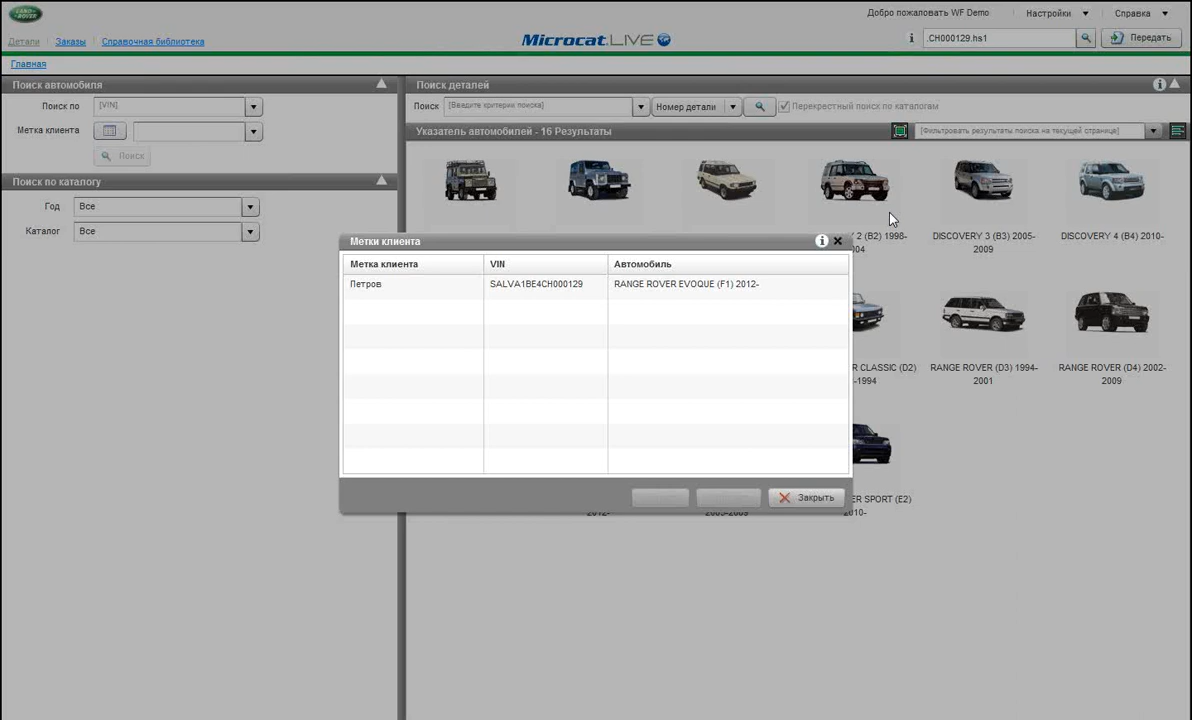 LAND-ROVER
Добро пожаловать WF Demo
Настройки
Справка
Детали Заказы Справочная библиотека
Microcat.LIVE
.CH000129.hs1
Передать
Главная
Поиск автомобиля
Поиск по [VIN]
Метка клиента
Поиск
Поиск по каталогу
Год Все
Каталог Все
Поиск деталей
Поиск [Введите критерии поиска] Номер детали Перекрестный поиск по каталогам
Указатель автомобилей - 16 Результаты [Фильтровать результаты поиска на текущей странице]
2 (B2) 1998-
DISCOVERY 3 (B3) 2005-
2009
DISCOVERY 4 (B4) 2010-
Метки клиента
Метка клиента VIN Автомобиль
Петров SALVA1BE4CH000129 RANGE ROVER EVOQUE (F1) 2012-
CLASSIC (D2)
-1994
RANGE ROVER (D3) 1994-
2001
RANGE ROVER (D4) 2002-
2009
SPORT (E2)
2010-
Закрыть
2012-